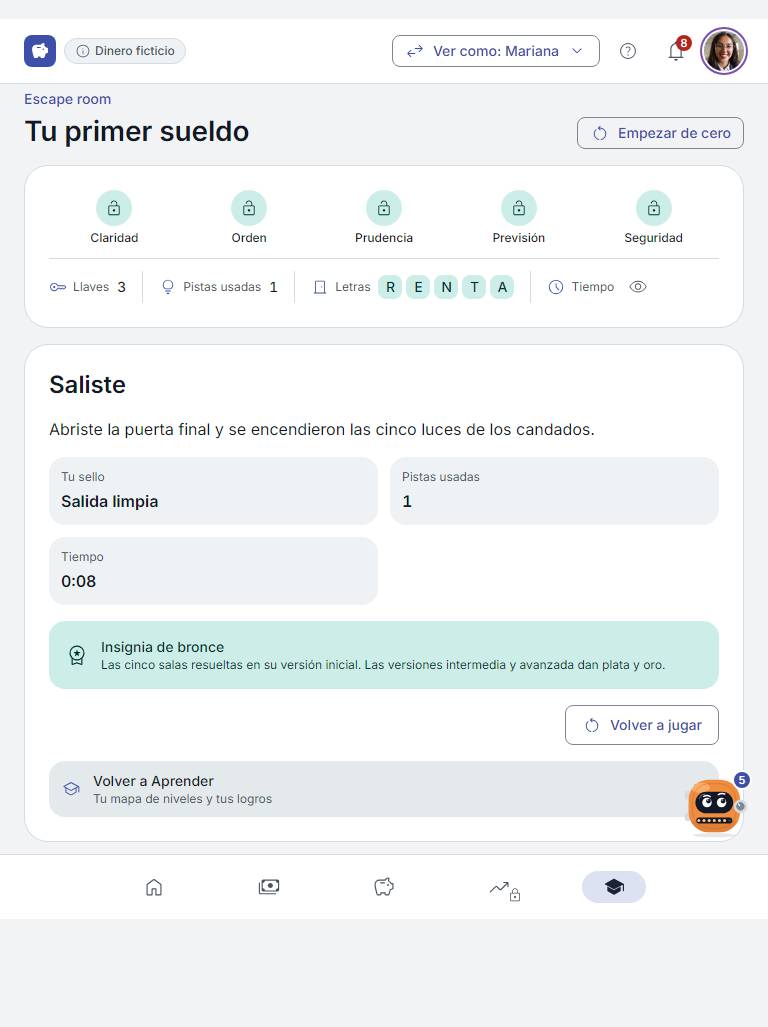 Dinero ficticio
Ver como: Mariana
8
Escape room
Tu primer sueldo
Empezar de cero
Claridad
Orden
Prudencia
Previsión
Seguridad
Llaves 3
Pistas usadas 1
Letras R E N T A
Tiempo
Saliste
Abriste la puerta final y se encendieron las cinco luces de los candados.
Tu sello
Salida limpia
Pistas usadas
1
Tiempo
0:08
Insignia de bronce
Las cinco salas resueltas en su versión inicial. Las versiones intermedia y avanzada dan plata y oro.
Volver a jugar
Volver a Aprender
Tu mapa de niveles y tus logros
5